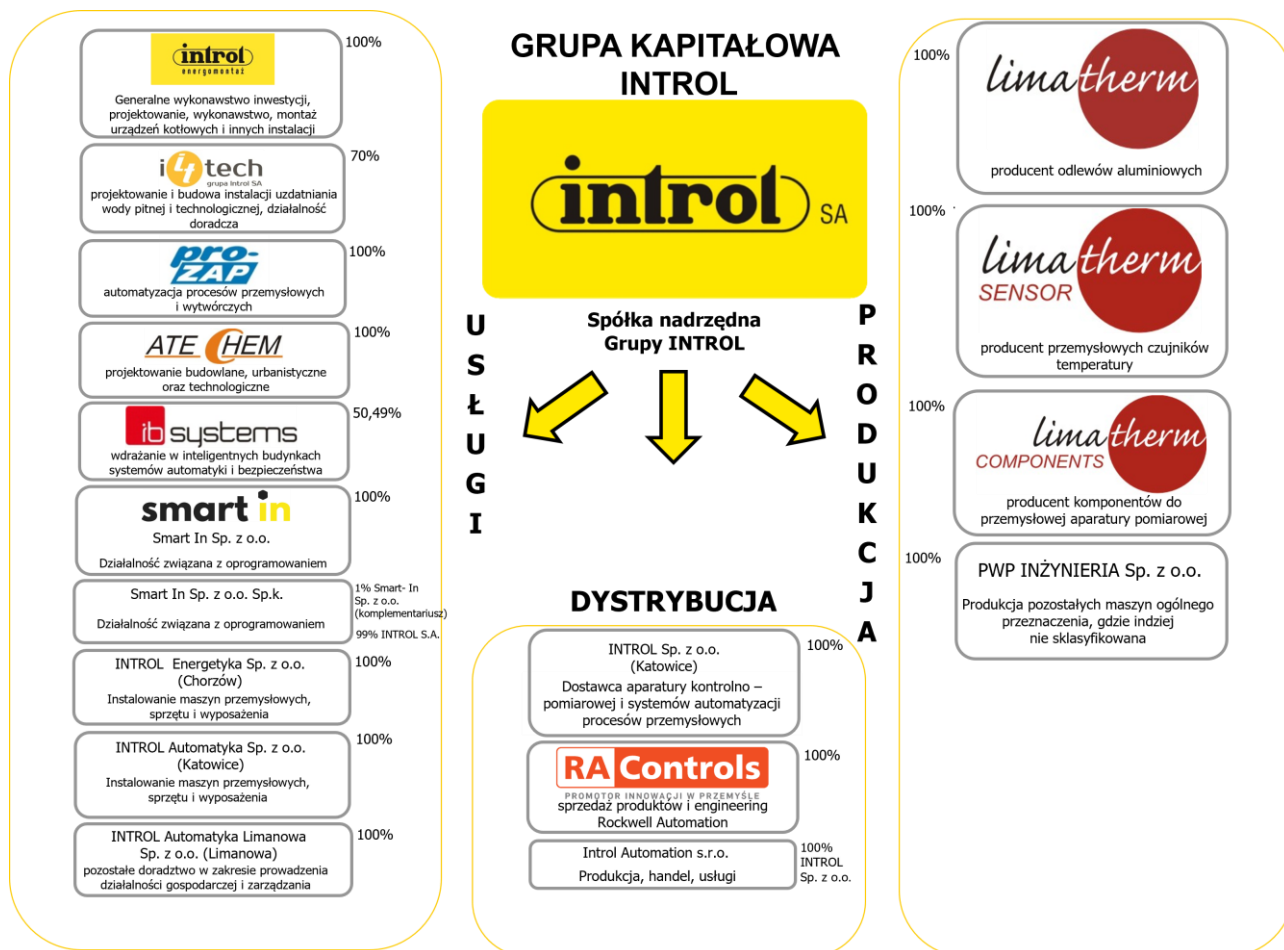 GRUPA KAPITAŁOWA
INTROL
introl SA
Spółka nadrzędna
Grupy INTROL
USŁUGI
introl
energomontaż
100%
Generalne wykonawstwo inwestycji,
projektowanie, wykonawstwo, montaż
urządzeń kotłowych i innych instalacji
i4tech
grupa Introl SA
70%
projektowanie i budowa instalacji uzdatniania
wody pitnej i technologicznej, działalność
doradcza
pro-
ZAP
100%
automatyzacja procesów przemysłowych
i wytwórczych
ATECHEM
100%
projektowanie budowlane, urbanistyczne
oraz technologiczne
ib systems
50,49%
wdrażanie w inteligentnych budynkach
systemów automatyki i bezpieczeństwa
smart in
100%
Smart In Sp. z o.o.
Działalność związana z oprogramowaniem
Smart In Sp. z o.o. Sp.k.
Działalność związana z oprogramowaniem
1% Smart- In
Sp. z o.o.
(komplementariusz)
99% INTROL S.A.
INTROL Energetyka Sp. z o.o.
(Chorzów)
100%
Instalowanie maszyn przemysłowych,
sprzętu i wyposażenia
INTROL Automatyka Sp. z o.o.
(Katowice)
100%
Instalowanie maszyn przemysłowych,
sprzętu i wyposażenia
INTROL Automatyka Limanowa
Sp. z o.o. (Limanowa)
100%
pozostałe doradztwo w zakresie prowadzenia
działalności gospodarczej i zarządzania
DYSTRYBUCJA
INTROL Sp. z o.o.
(Katowice)
100%
Dostawca aparatury kontrolno –
pomiarowej i systemów automatyzacji
procesów przemysłowych
RA Controls
PROMOTOR INNOWACJI W PRZEMYŚLE
100%
sprzedaż produktów i engineering
Rockwell Automation
Introl Automation s.r.o.
Produkcja, handel, usługi
100%
INTROL
Sp. z o.o.
PRODUKCJA
100%
limatherm
producent odlewów aluminiowych
100%
limatherm
SENSOR
producent przemysłowych czujników
temperatury
100%
limatherm
COMPONENTS
producent komponentów do
przemysłowej aparatury pomiarowej
100%
PWP INŻYNIERIA Sp. z o.o.
Produkcja pozostałych maszyn ogólnego
przeznaczenia, gdzie indziej
nie sklasyfikowana